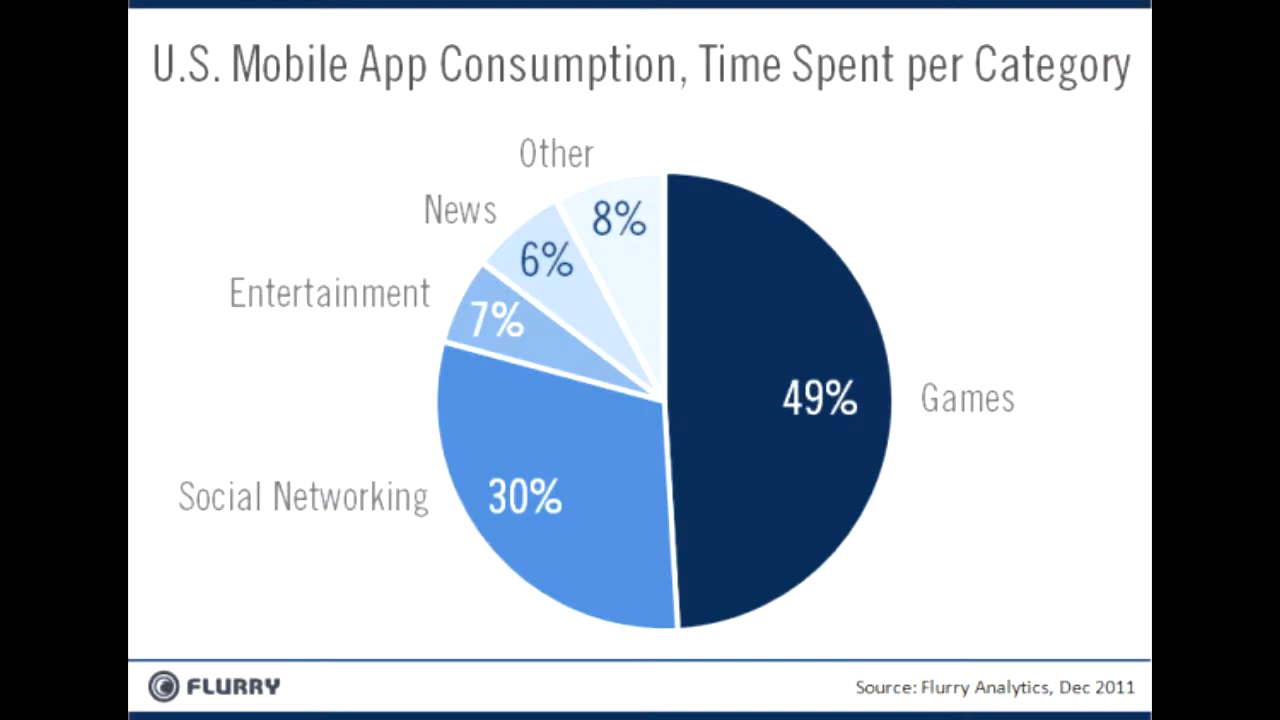 U.S. Mobile App Consumption, Time Spent per Category
Other
8%
News
6%
Entertainment
7%
49%
Games
Social Networking
30%
FLURRY
Source: Flurry Analytics, Dec 2011